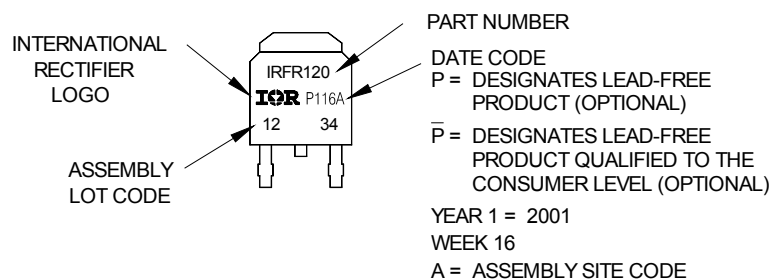 INTERNATIONAL
RECTIFIER
LOGO
ASSEMBLY
LOT CODE
IRFR120
IOR P116A
12 34
PART NUMBER
DATE CODE
P = DESIGNATES LEAD-FREE
PRODUCT (OPTIONAL)
P̅ = DESIGNATES LEAD-FREE
PRODUCT QUALIFIED TO THE
CONSUMER LEVEL (OPTIONAL)
YEAR 1 = 2001
WEEK 16
A = ASSEMBLY SITE CODE